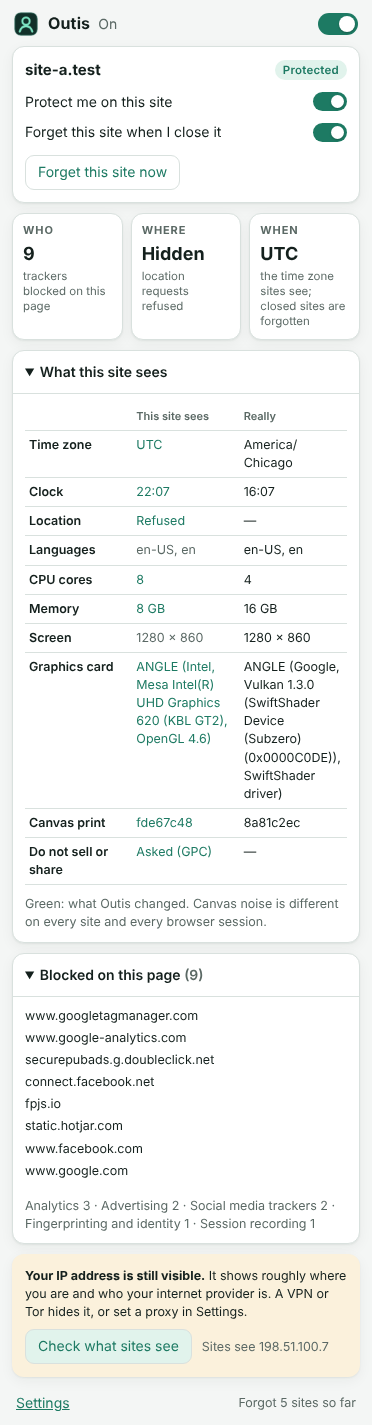 Outis On
site-a.test Protected
Protect me on this site
Forget this site when I close it
Forget this site now
WHO
9
trackers
blocked on this
page
WHERE
Hidden
location
requests
refused
WHEN
UTC
the time zone
sites see;
closed sites are
forgotten
▼ What this site sees
This site sees Really
Time zone UTC America/
Chicago
Clock 22:07 16:07
Location Refused —
Languages en-US, en en-US, en
CPU cores 8 4
Memory 8 GB 16 GB
Screen 1280 × 860 1280 × 860
Graphics card ANGLE (Intel, ANGLE (Google,
Mesa Intel(R) Vulkan 1.3.0
UHD Graphics (SwiftShader
620 (KBL GT2), Device
OpenGL 4.6) (Subzero)
(0x0000C0DE)),
SwiftShader
driver)
Canvas print fde67c48 8a81c2ec
Do not sell or Asked (GPC) —
share
Green: what Outis changed. Canvas noise is different
on every site and every browser session.
▼ Blocked on this page (9)
www.googletagmanager.com
www.google-analytics.com
securepubads.g.doubleclick.net
connect.facebook.net
fpjs.io
static.hotjar.com
www.facebook.com
www.google.com
Analytics 3 · Advertising 2 · Social media trackers 2 ·
Fingerprinting and identity 1 · Session recording 1
Your IP address is still visible. It shows roughly where
you are and who your internet provider is. A VPN or
Tor hides it, or set a proxy in Settings.
Check what sites see Sites see 198.51.100.7
Settings Forgot 5 sites so far